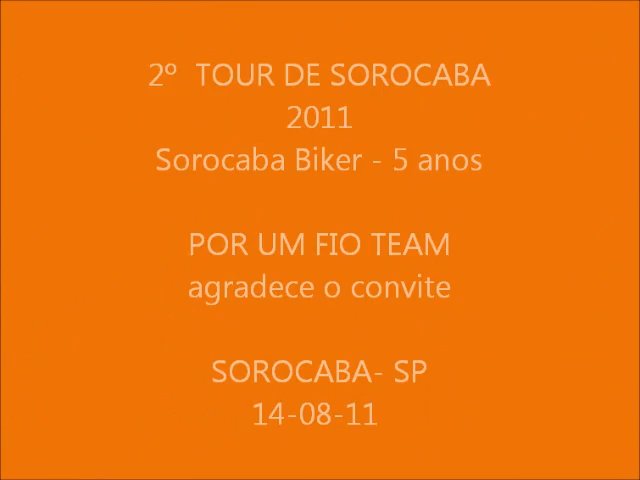 2º TOUR DE SOROCABA
2011
Sorocaba Biker - 5 anos
POR UM FIO TEAM
agradece o convite
SOROCABA- SP
14-08-11